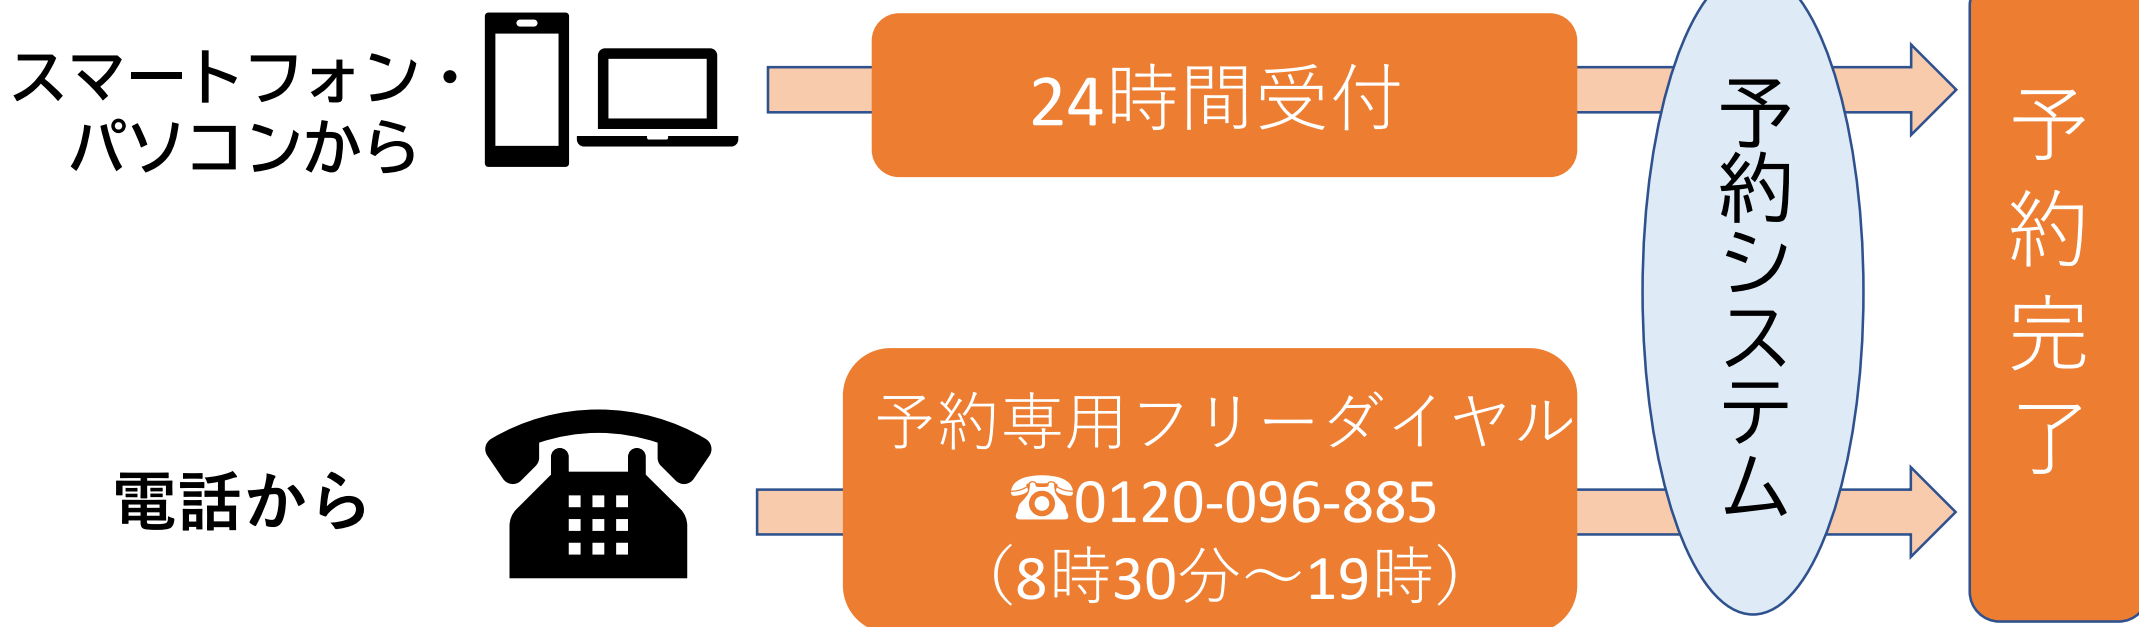 スマートフォン・
パソコンから
24時間受付
電話から
予約専用フリーダイヤル
☎0120-096-885
（8時30分～19時）
予約システム
予約完了